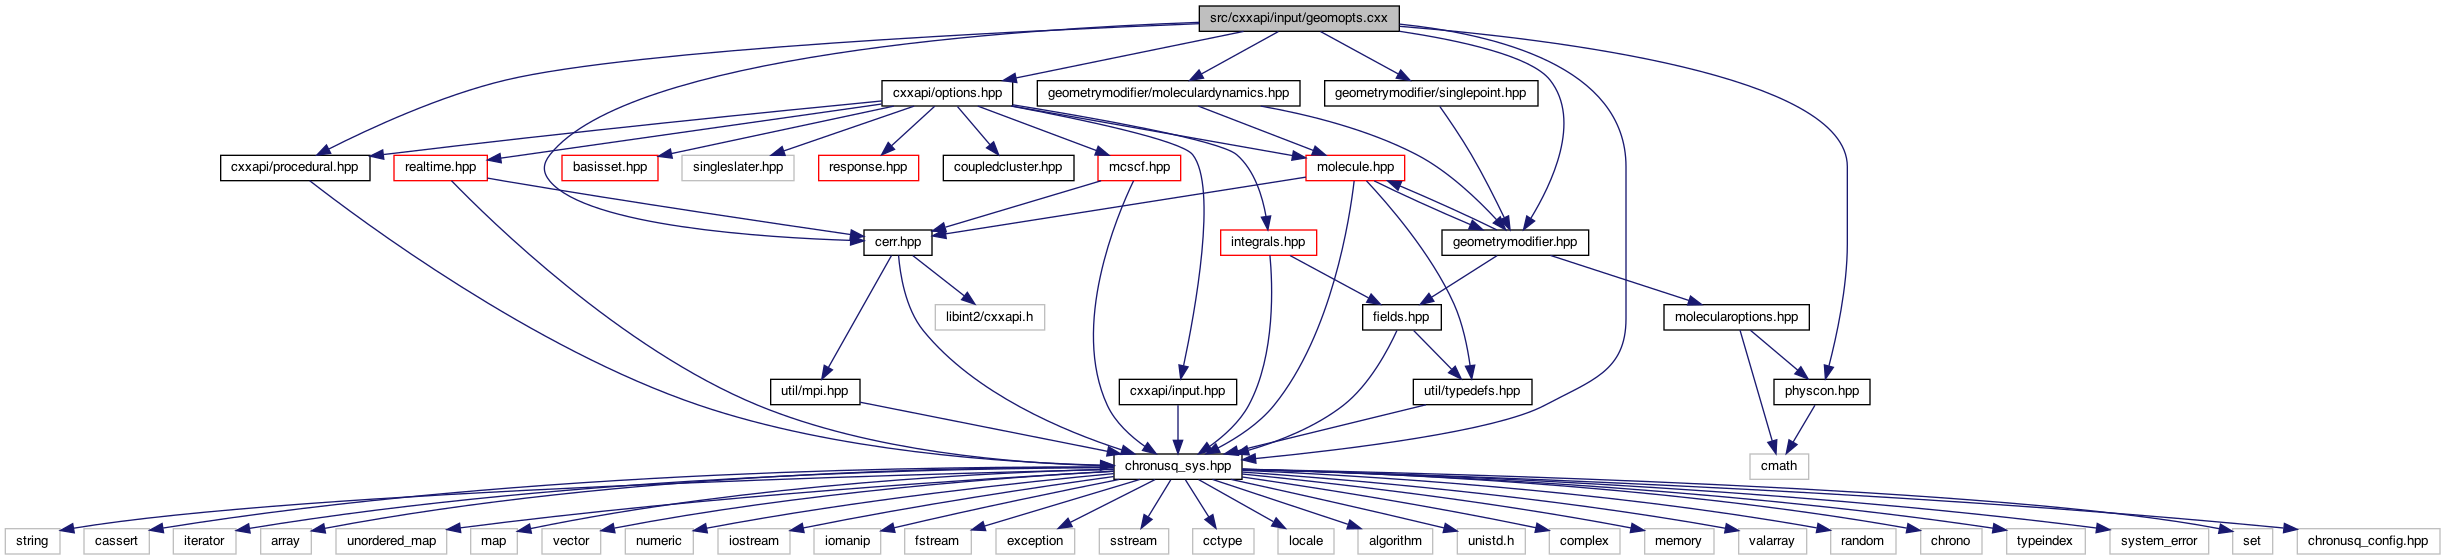 src/cxxapi/input/geomopts.cxx
cxxapi/options.hpp
geometrymodifier/moleculardynamics.hpp
geometrymodifier/singlepoint.hpp
cxxapi/procedural.hpp
realtime.hpp
basisset.hpp
singleslater.hpp
response.hpp
coupledcluster.hpp
mcscf.hpp
molecule.hpp
cerr.hpp
integrals.hpp
geometrymodifier.hpp
libint2/cxxapi.h
fields.hpp
molecularoptions.hpp
util/mpi.hpp
cxxapi/input.hpp
util/typedefs.hpp
physcon.hpp
chronusq_sys.hpp
cmath
string
cassert
iterator
array
unordered_map
map
vector
numeric
iostream
iomanip
fstream
exception
sstream
cctype
locale
algorithm
unistd.h
complex
memory
valarray
random
chrono
typeindex
system_error
set
chronusq_config.hpp